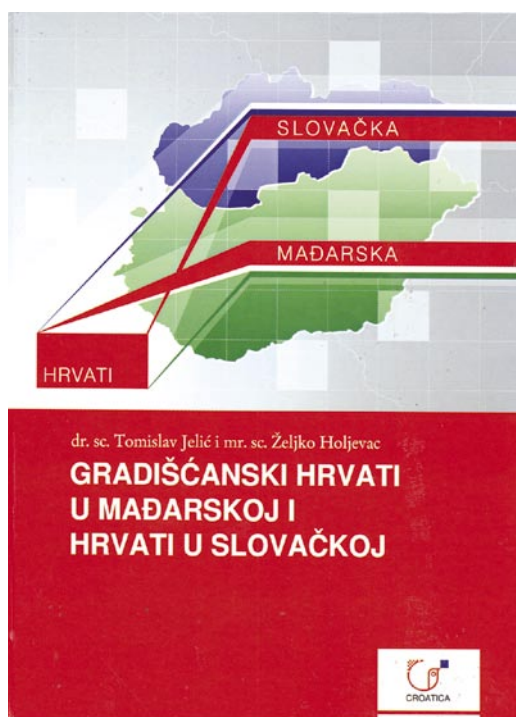 SLOVAČKA
MAĐARSKA
HRVATI
dr. sc. Tomislav Jelić i mr. sc. Željko Holjevac
GRADIŠĆANSKI HRVATI
U MAĐARSKOJ I
HRVATI U SLOVAČKOJ
CROATICA